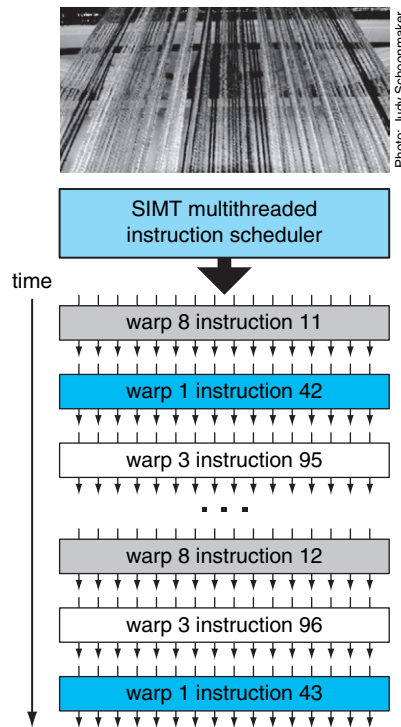 Photo: Judy Schoonmaker
SIMT multithreaded
instruction scheduler
time
warp 8 instruction 11
warp 1 instruction 42
warp 3 instruction 95
. . .
warp 8 instruction 12
warp 3 instruction 96
warp 1 instruction 43